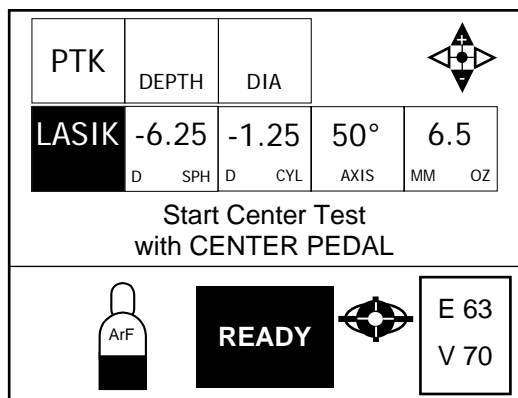 PTK
DEPTH DIA
LASIK -6.25 -1.25 50° 6.5
D SPH D CYL AXIS MM OZ
Start Center Test
with CENTER PEDAL
ArF
READY
E 63
V 70